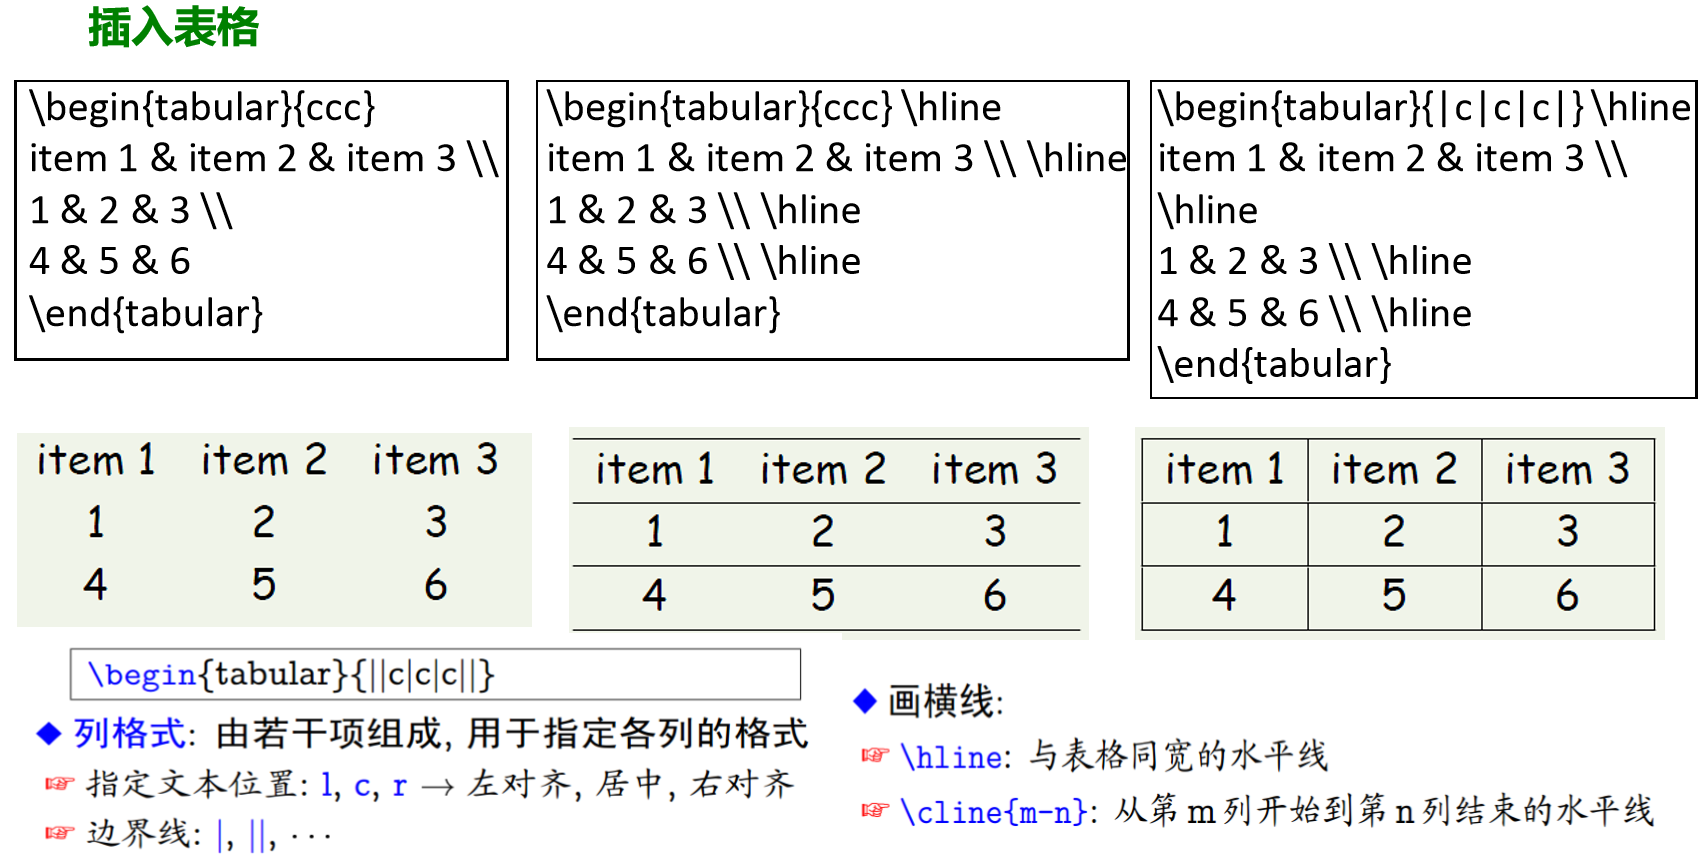 插入表格
\begin{tabular}{ccc}
item 1 & item 2 & item 3 \\
1 & 2 & 3 \\
4 & 5 & 6
\end{tabular}
\begin{tabular}{ccc} \hline
item 1 & item 2 & item 3 \\ \hline
1 & 2 & 3 \\ \hline
4 & 5 & 6 \\ \hline
\end{tabular}
\begin{tabular}{|c|c|c|} \hline
item 1 & item 2 & item 3 \\
\hline
1 & 2 & 3 \\ \hline
4 & 5 & 6 \\ \hline
\end{tabular}
item 1 item 2 item 3
1 2 3
4 5 6
item 1 item 2 item 3
1 2 3
4 5 6
item 1 item 2 item 3
1 2 3
4 5 6
\begin{tabular}{||c|c|c||}
◆ 列格式: 由若干项组成, 用于指定各列的格式
☞ 指定文本位置: l, c, r → 左对齐, 居中, 右对齐
☞ 边界线: |, ||, ···
◆ 画横线:
☞ \hline: 与表格同宽的水平线
☞ \cline{m-n}: 从第 m 列开始到第 n 列结束的水平线